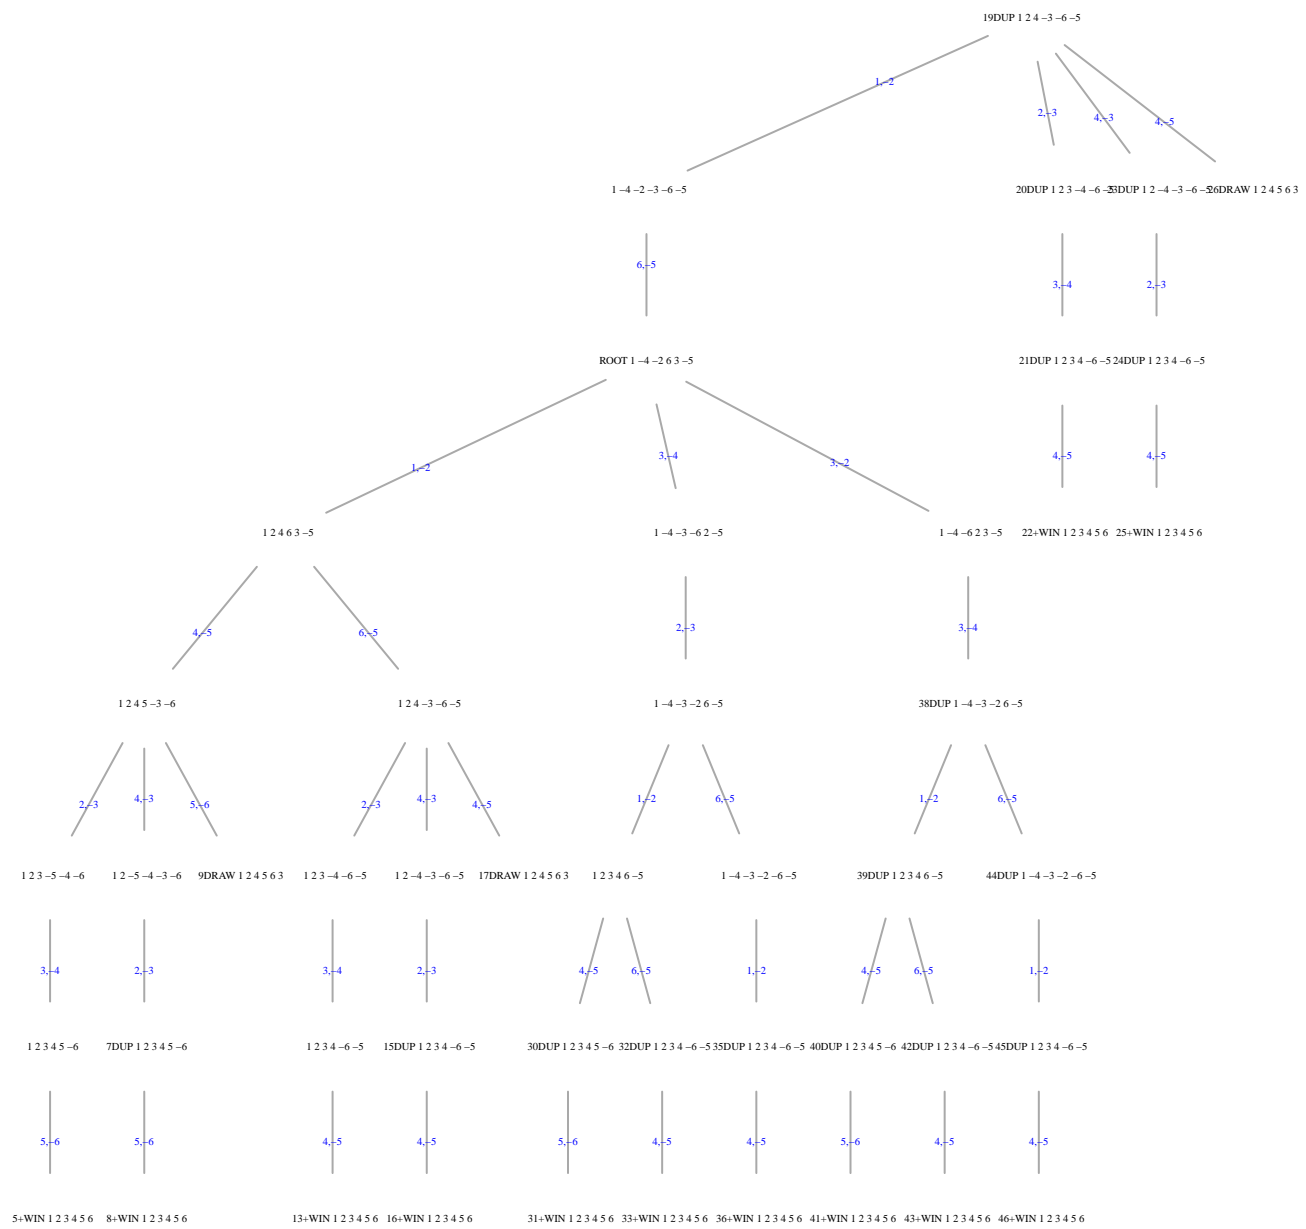 19DUP 1 2 4 −3 −6 −5
1,−2
2,−3
4,−3
4,−5
1 −4 −2 −3 −6 −5
20DUP 1 2 3 −4 −6 −5
23DUP 1 2 −4 −3 −6 −5
26DRAW 1 2 4 5 6 3
6,−5
3,−4
2,−3
ROOT 1 −4 −2 6 3 −5
21DUP 1 2 3 4 −6 −5
24DUP 1 2 3 4 −6 −5
1,−2
3,−4
3,−2
4,−5
4,−5
1 2 4 6 3 −5
1 −4 −3 −6 2 −5
1 −4 −6 2 3 −5
22+WIN 1 2 3 4 5 6
25+WIN 1 2 3 4 5 6
4,−5
6,−5
2,−3
3,−4
1 2 4 5 −3 −6
1 2 4 −3 −6 −5
1 −4 −3 −2 6 −5
38DUP 1 −4 −3 −2 6 −5
2,−3
4,−3
5,−6
2,−3
4,−3
4,−5
1,−2
6,−5
1,−2
6,−5
1 2 3 −5 −4 −6
1 2 −5 −4 −3 −6
9DRAW 1 2 4 5 6 3
1 2 3 −4 −6 −5
1 2 −4 −3 −6 −5
17DRAW 1 2 4 5 6 3
1 2 3 4 6 −5
1 −4 −3 −2 −6 −5
39DUP 1 2 3 4 6 −5
44DUP 1 −4 −3 −2 −6 −5
3,−4
2,−3
3,−4
2,−3
4,−5
6,−5
1,−2
4,−5
6,−5
1,−2
1 2 3 4 5 −6
7DUP 1 2 3 4 5 −6
1 2 3 4 −6 −5
15DUP 1 2 3 4 −6 −5
30DUP 1 2 3 4 5 −6
32DUP 1 2 3 4 −6 −5
35DUP 1 2 3 4 −6 −5
40DUP 1 2 3 4 5 −6
42DUP 1 2 3 4 −6 −5
45DUP 1 2 3 4 −6 −5
5,−6
5,−6
4,−5
4,−5
5,−6
4,−5
4,−5
5,−6
4,−5
4,−5
5+WIN 1 2 3 4 5 6
8+WIN 1 2 3 4 5 6
13+WIN 1 2 3 4 5 6
16+WIN 1 2 3 4 5 6
31+WIN 1 2 3 4 5 6
33+WIN 1 2 3 4 5 6
36+WIN 1 2 3 4 5 6
41+WIN 1 2 3 4 5 6
43+WIN 1 2 3 4 5 6
46+WIN 1 2 3 4 5 6